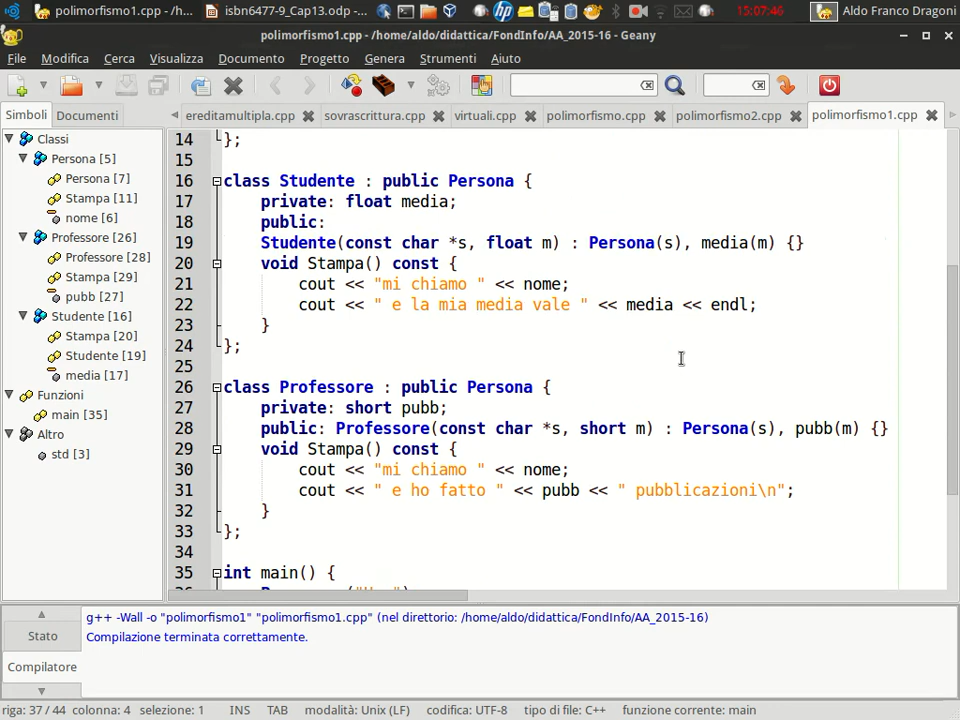 polimorfismo1.cpp - /h... isbn6477-9_Cap13.odp -... 15:07:46 Aldo Franco Dragoni
polimorfismo1.cpp - /home/aldo/didattica/FondInfo/AA_2015-16 - Geany
File Modifica Cerca Visualizza Documento Progetto Genera Strumenti Aiuto
Simboli Documenti ereditamultipla.cpp sovrascrittura.cpp virtuali.cpp polimorfismo.cpp polimorfismo2.cpp polimorfismo1.cpp
Classi
Persona [5]
Persona [7]
Stampa [11]
nome [6]
Professore [26]
Professore [28]
Stampa [29]
pubb [27]
Studente [16]
Stampa [20]
Studente [19]
media [17]
Funzioni
main [35]
Altro
std [3]
14 };
15
16 class Studente : public Persona {
17 private: float media;
18 public:
19 Studente(const char *s, float m) : Persona(s), media(m) {}
20 void Stampa() const {
21 cout << "mi chiamo " << nome;
22 cout << " e la mia media vale " << media << endl;
23 }
24 };
25
26 class Professore : public Persona {
27 private: short pubb;
28 public: Professore(const char *s, short m) : Persona(s), pubb(m) {}
29 void Stampa() const {
30 cout << "mi chiamo " << nome;
31 cout << " e ho fatto " << pubb << " pubblicazioni\n";
32 }
33 };
34
35 int main() {
Stato
Compilatore
g++ -Wall -o "polimorfismo1" "polimorfismo1.cpp" (nel direttorio: /home/aldo/didattica/FondInfo/AA_2015-16)
Compilazione terminata correttamente.
riga: 37 / 44 colonna: 4 selezione: 1 INS TAB modalità: Unix (LF) codifica: UTF-8 tipo di file: C++ funzione corrente: main